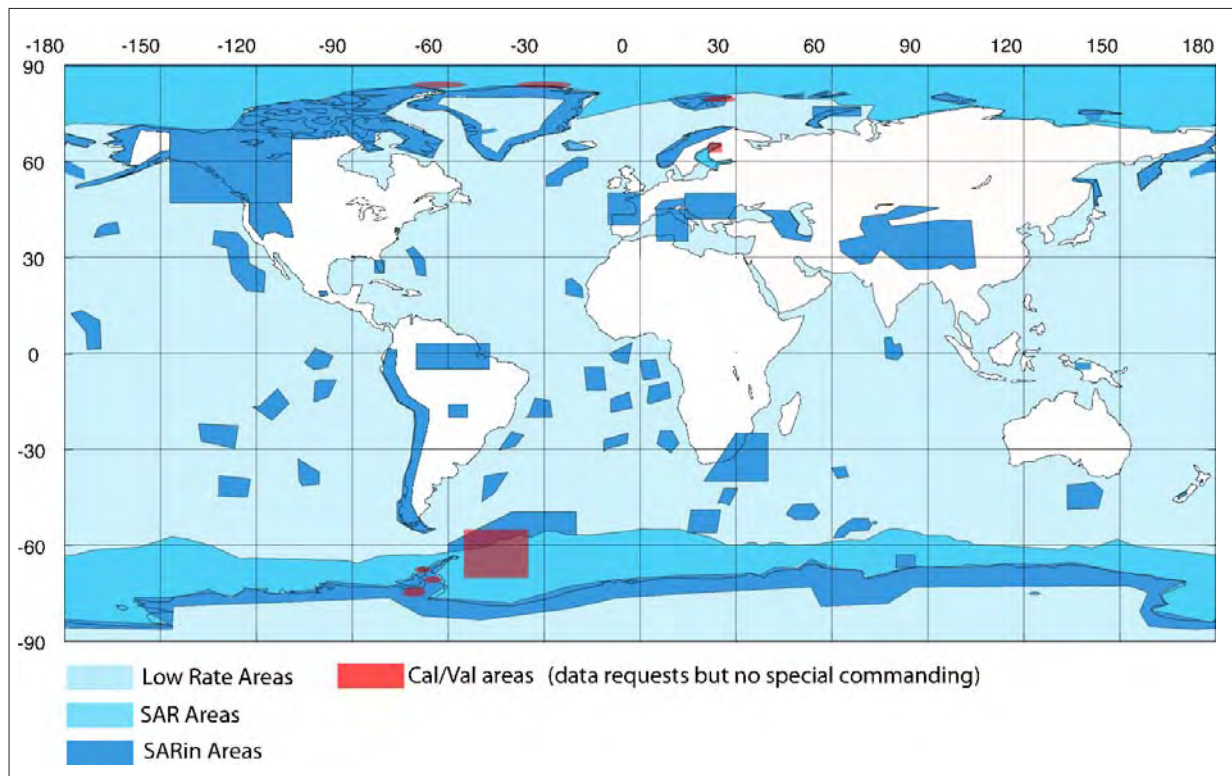 -180 -150 -120 -90 -60 -30 0 30 60 90 120 150 180
90
60
30
0
-30
-60
-90
Low Rate Areas
Cal/Val areas (data requests but no special commanding)
SAR Areas
SARin Areas